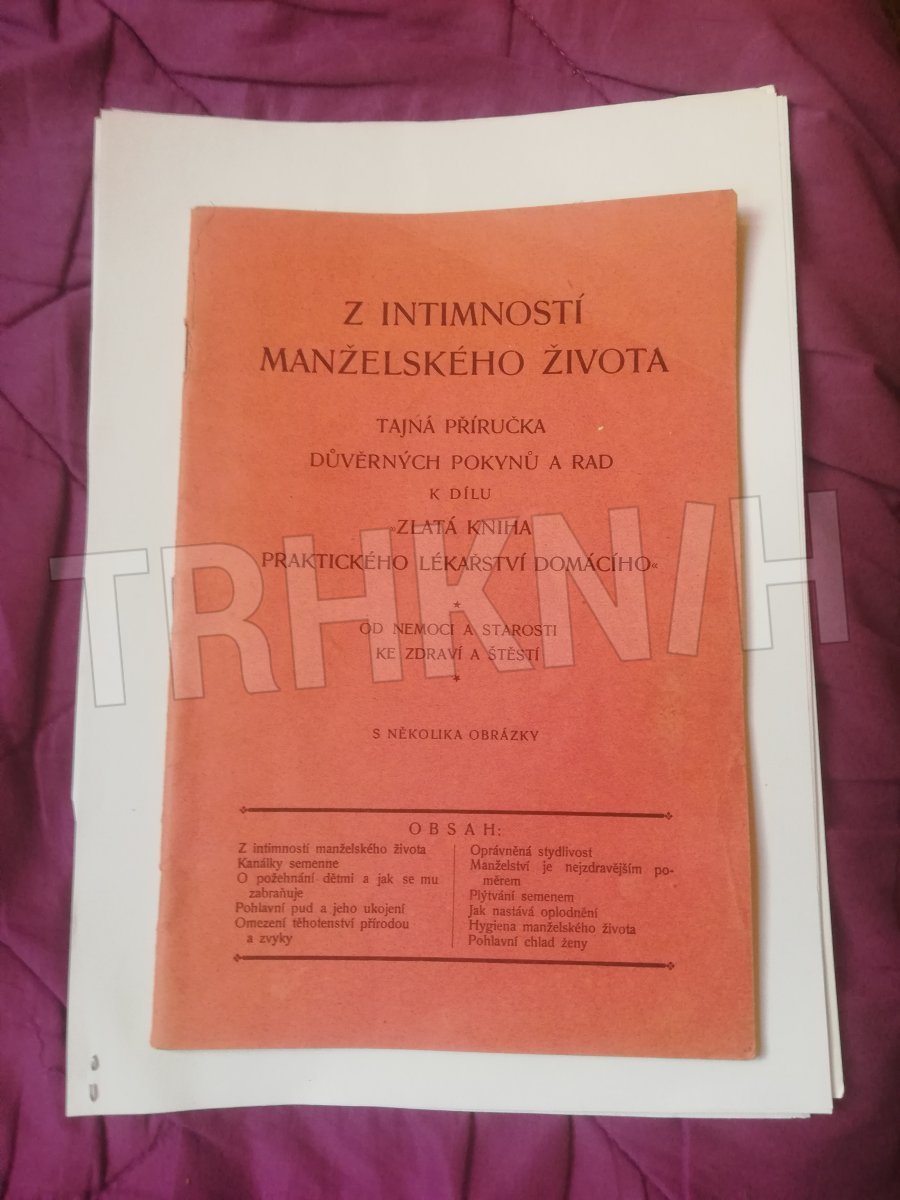 Z INTIMNOSTÍ
MANŽELSKÉHO ŽIVOTA
TAJNÁ PŘÍRUČKA
DŮVĚRNÝCH POKYNŮ A RAD
K DÍLU
»ZLATÁ KNIHA
PRAKTICKÉHO LÉKAŘSTVÍ DOMÁCÍHO«
TRHKNIH
OD NEMOCI A STAROSTI
KE ZDRAVÍ A ŠTĚSTÍ
S NĚKOLIKA OBRÁZKY
OBSAH:
Z intimností manželského života
Kanálky semenne
O požehnání dětmi a jak se mu
zabraňuje
Pohlavní pud a jeho ukojení
Omezení těhotenství přírodou
a zvyky
Oprávněná stydlivost
Manželství je nejzdravějším po-
měrem
Plýtvání semenem
Jak nastává oplodnění
Hygiena manželského života
Pohlavní chlad ženy